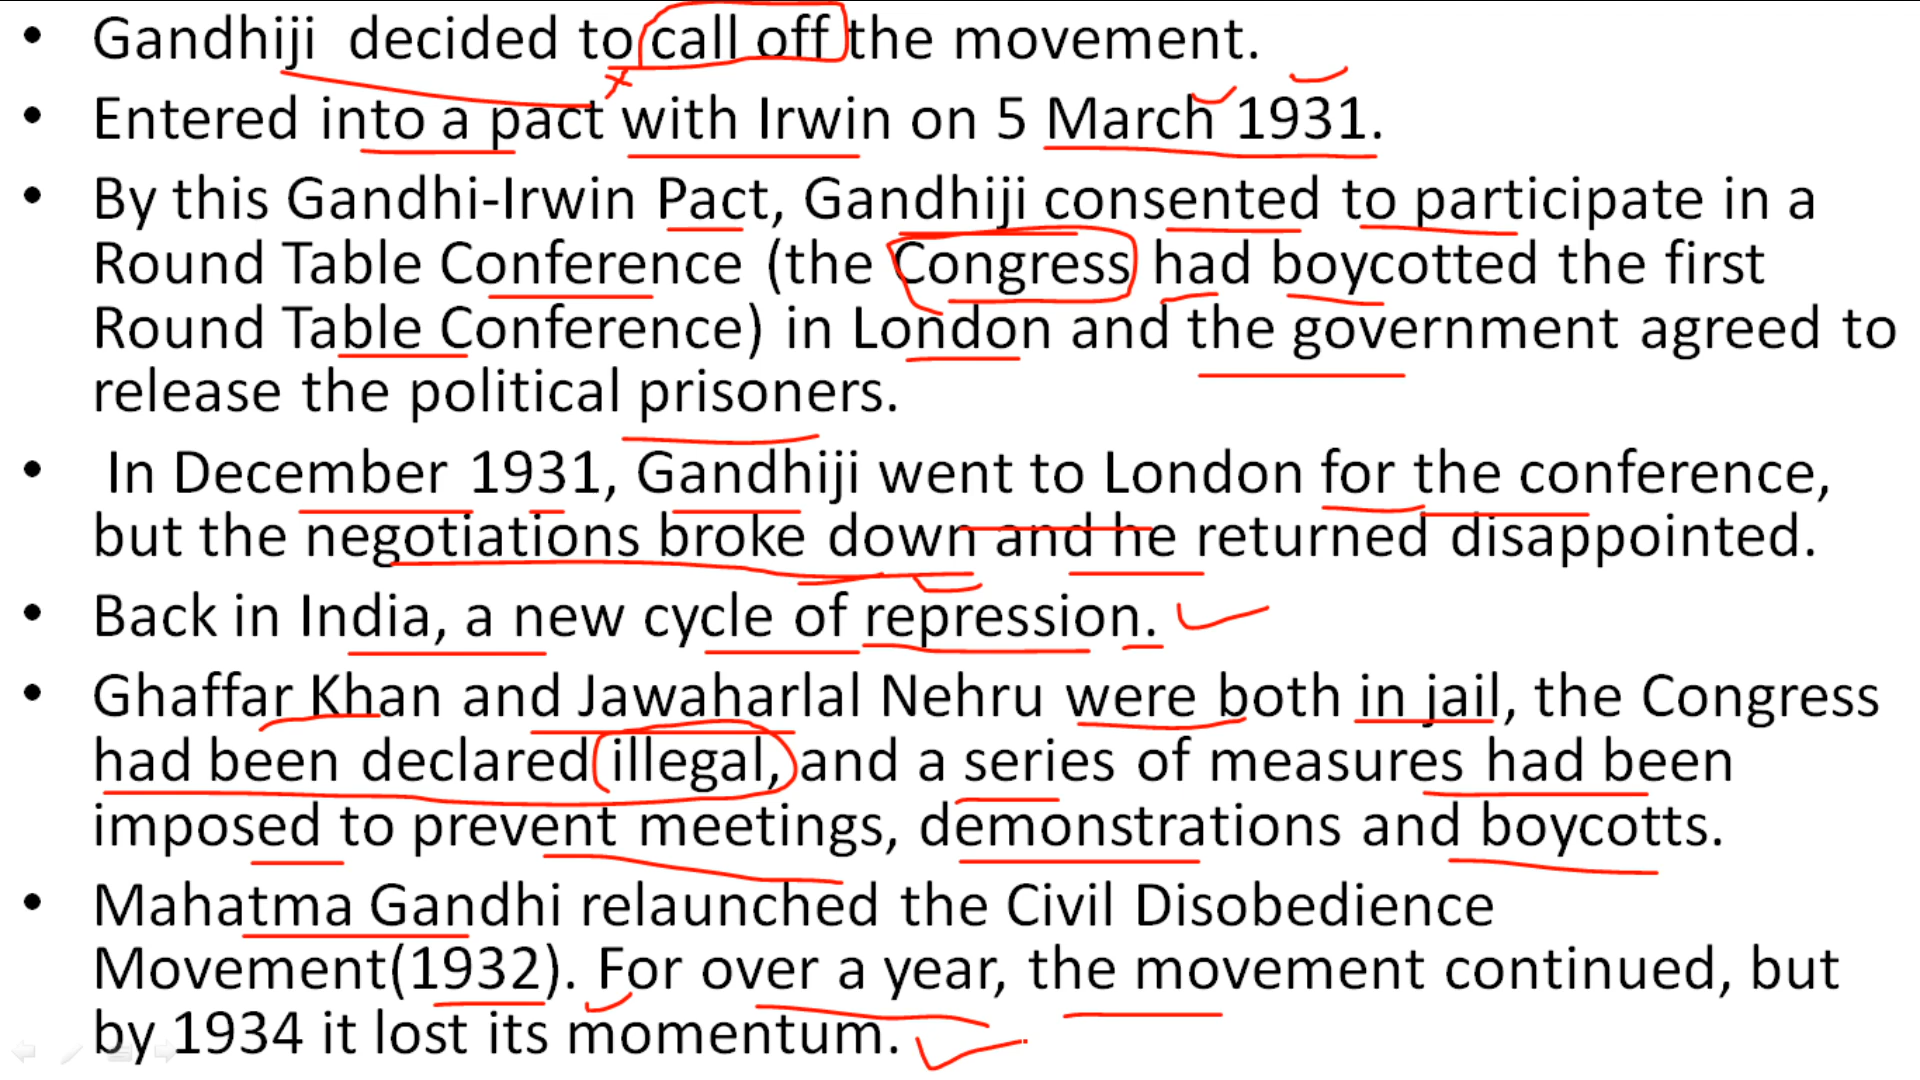 • Gandhiji decided to call off the movement.
• Entered into a pact with Irwin on 5 March 1931.
• By this Gandhi-Irwin Pact, Gandhiji consented to participate in a
Round Table Conference (the Congress had boycotted the first
Round Table Conference) in London and the government agreed to
release the political prisoners.
• In December 1931, Gandhiji went to London for the conference,
but the negotiations broke down and he returned disappointed.
• Back in India, a new cycle of repression.
• Ghaffar Khan and Jawaharlal Nehru were both in jail, the Congress
had been declared illegal, and a series of measures had been
imposed to prevent meetings, demonstrations and boycotts.
• Mahatma Gandhi relaunched the Civil Disobedience
Movement(1932). For over a year, the movement continued, but
by 1934 it lost its momentum.